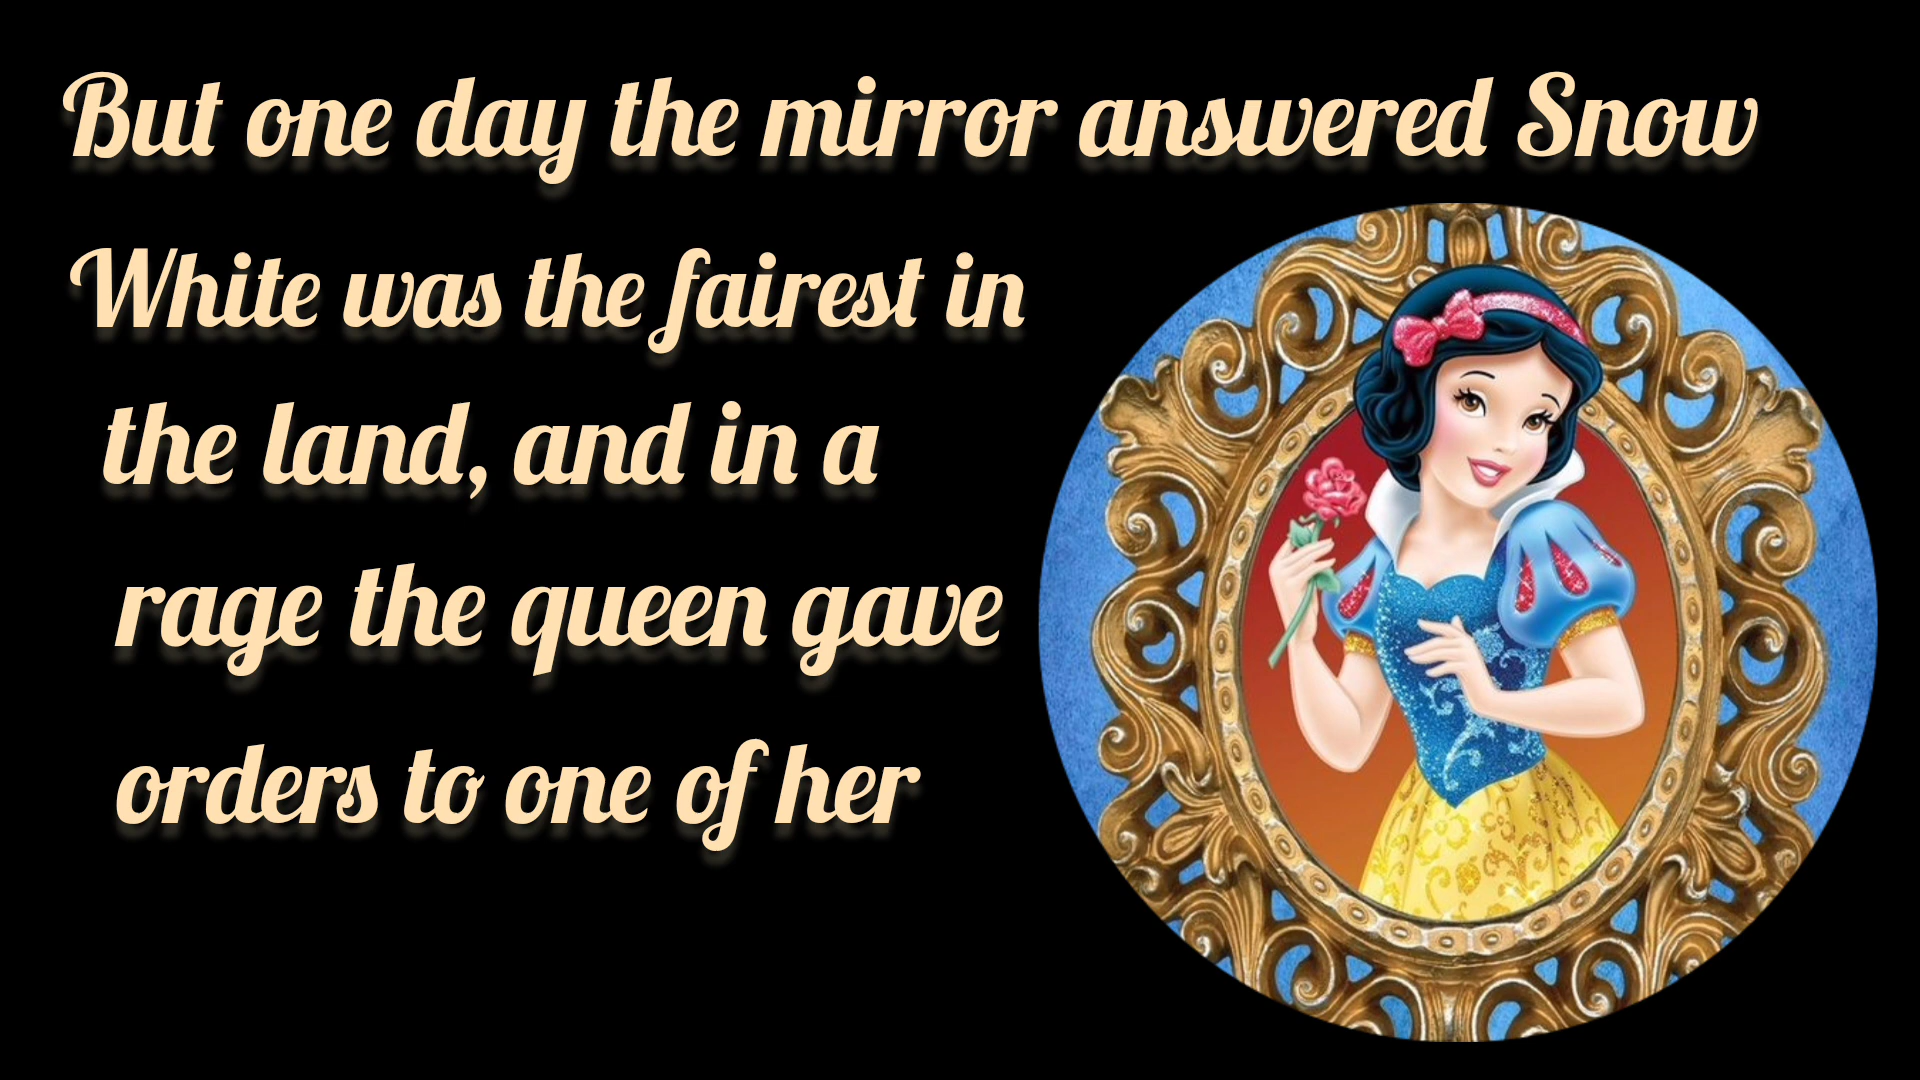 But one day the mirror answered Snow
White was the fairest in
the land, and in a
rage the queen gave
orders to one of her